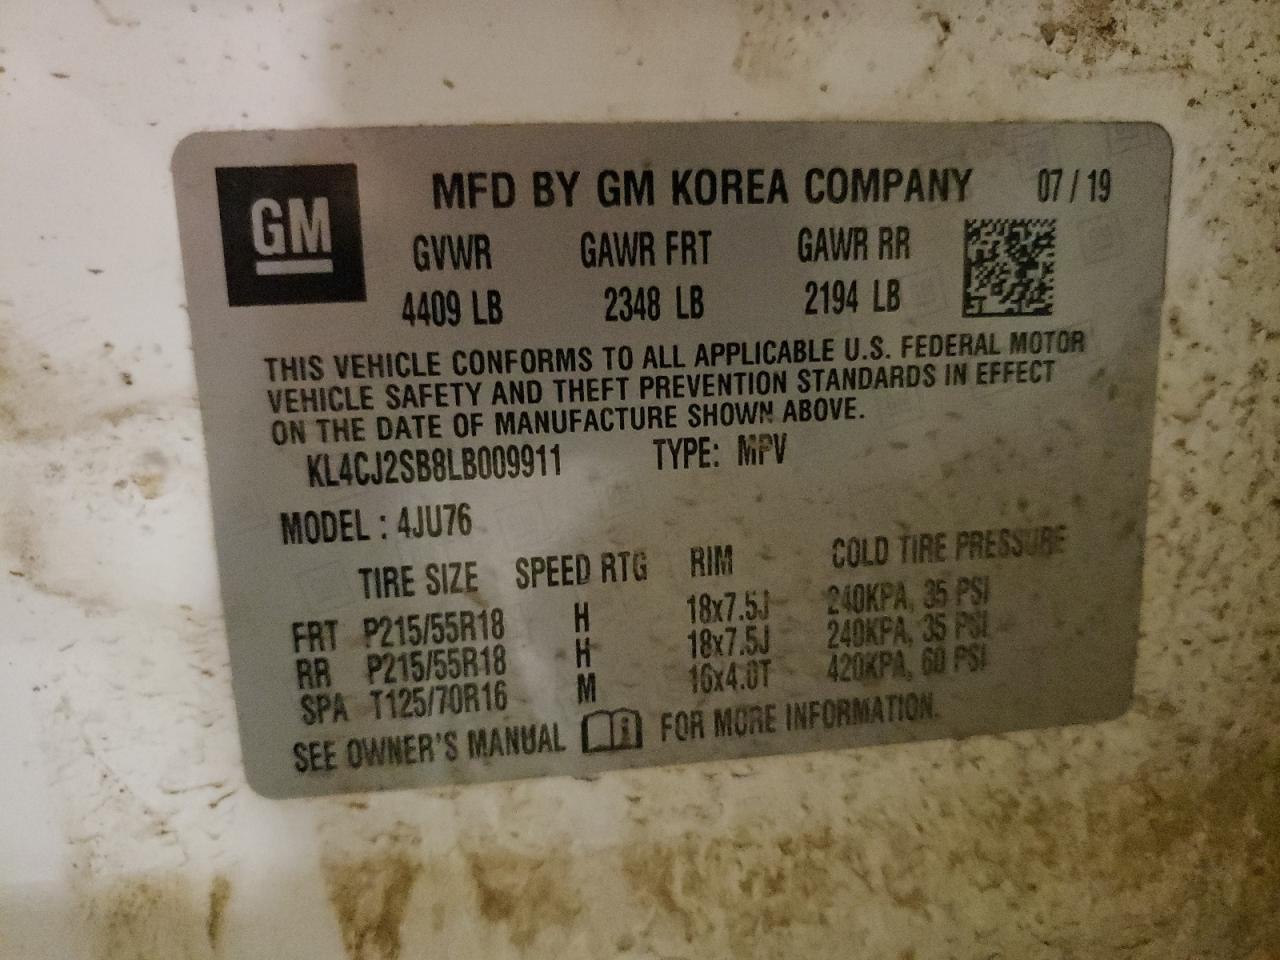 GM
MFD BY GM KOREA COMPANY 07 / 19
GVWR GAWR FRT GAWR RR
4409 LB 2348 LB 2194 LB
THIS VEHICLE CONFORMS TO ALL APPLICABLE U.S. FEDERAL MOTOR
VEHICLE SAFETY AND THEFT PREVENTION STANDARDS IN EFFECT
ON THE DATE OF MANUFACTURE SHOWN ABOVE.
KL4CJ2SB8LB009911 TYPE: MPV
MODEL : 4JU76
TIRE SIZE SPEED RTG RIM COLD TIRE PRESSURE
FRT P215/55R18 H 18x7.5J 240KPA, 35 PSI
RR P215/55R18 H 18x7.5J 240KPA, 35 PSI
SPA T125/70R16 M 16x4.0T 420KPA, 60 PSI
SEE OWNER'S MANUAL FOR MORE INFORMATION.